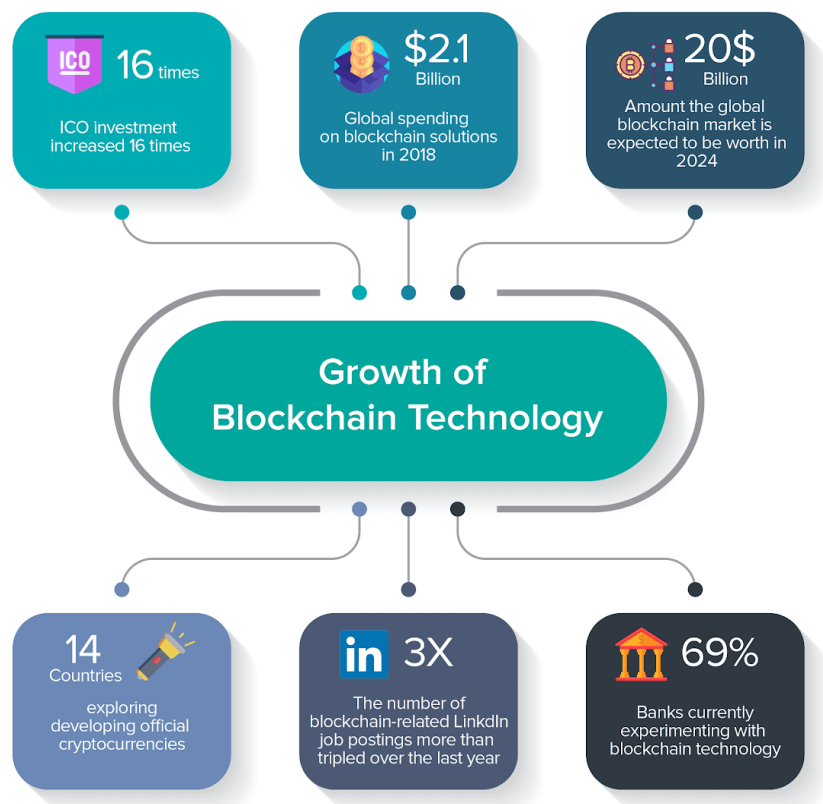 ICO
16 times
ICO investment
increased 16 times
$2.1
Billion
Global spending
on blockchain solutions
in 2018
20$
Billion
Amount the global
blockchain market is
expected to be worth in
2024
Growth of
Blockchain Technology
14
Countries
exploring
developing official
cryptocurrencies
in 3X
The number of
blockchain-related LinkdIn
job postings more than
tripled over the last year
69%
Banks currently
experimenting with
blockchain technology